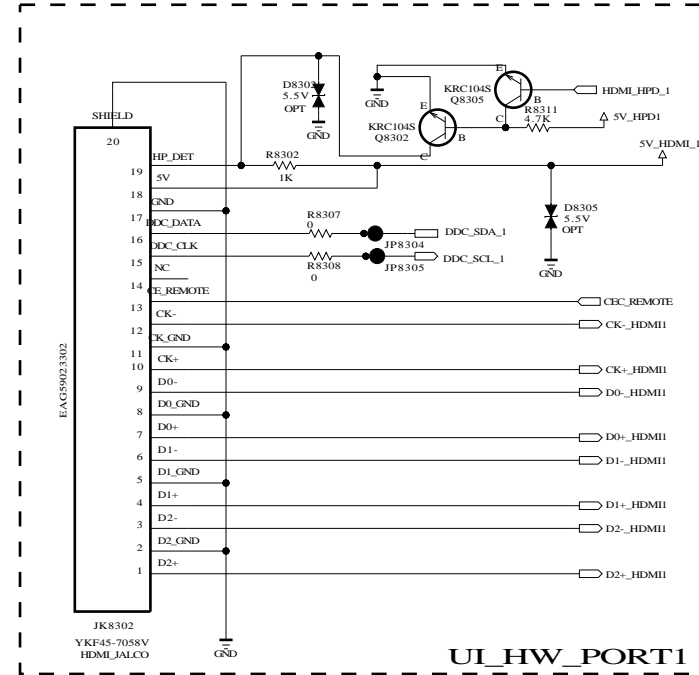 E
D8302
5.5V
OPT
GND
GND
KRC104S
Q8305
HDMI_HPD_1
B
E
C
R8311
4.7K
5V_HPD1
KRC104S
Q8302
B
C
SHIELD
20
5V_HDMI_1
HP_DET
R8302
1K
19
5V
18
GND
17
DDC_DATA
R8307
0
D8305
5.5V
OPT
GND
16
DDC_CLK
JP8304
DDC_SDA_1
15
NC
R8308
0
JP8305
DDC_SCL_1
14
CE_REMOTE
CEC_REMOTE
13
CK-
CK-_HDMI1
12
CK_GND
11
CK+
CK+_HDMI1
10
D0-
D0-_HDMI1
9
D0_GND
8
D0+
D0+_HDMI1
7
D1-
D1-_HDMI1
6
D1_GND
5
D1+
D1+_HDMI1
4
D2-
D2-_HDMI1
3
D2_GND
2
D2+
D2+_HDMI1
1
EAG59023302
JK8302
YKF45-7058V
HDMI_JALCO
GND
UI_HW_PORT1